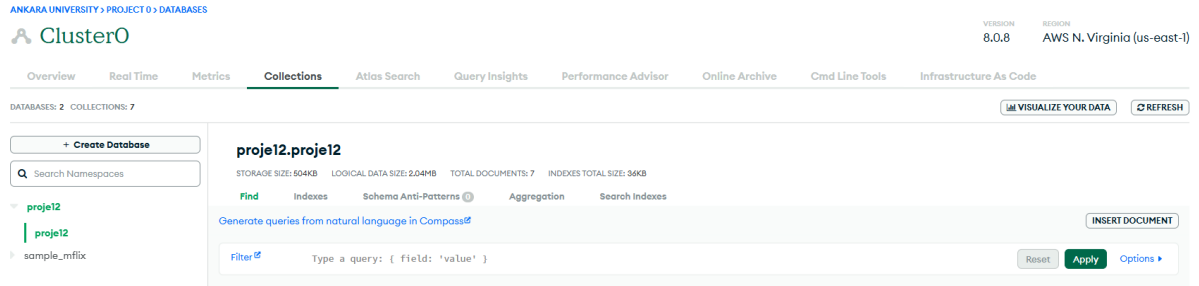 ANKARA UNIVERSITY > PROJECT 0 > DATABASES
Cluster0
VERSION
8.0.8
REGION
AWS N. Virginia (us-east-1)
Overview Real Time Metrics Collections Atlas Search Query Insights Performance Advisor Online Archive Cmd Line Tools Infrastructure As Code
DATABASES: 2 COLLECTIONS: 7
VISUALIZE YOUR DATA
REFRESH
+ Create Database
Search Namespaces
proje12
proje12
sample_mflix
proje12.proje12
STORAGE SIZE: 504KB LOGICAL DATA SIZE: 2.04MB TOTAL DOCUMENTS: 7 INDEXES TOTAL SIZE: 36KB
Find Indexes Schema Anti-Patterns 0 Aggregation Search Indexes
Generate queries from natural language in Compass
INSERT DOCUMENT
Filter Type a query: { field: 'value' } Reset Apply Options